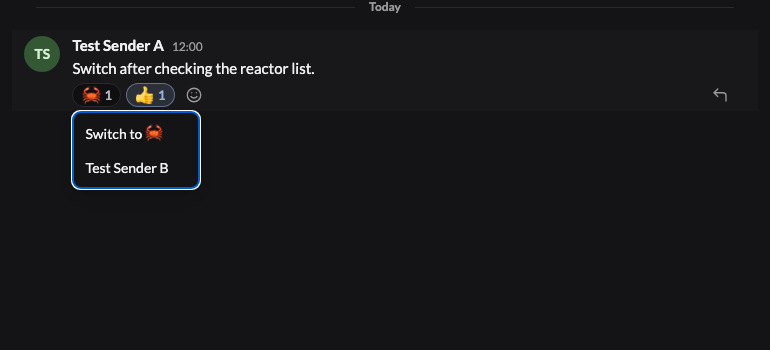 Today
TS
Test Sender A 12:00
Switch after checking the reactor list.
🦀 1 👍 1
Switch to 🦀
Test Sender B